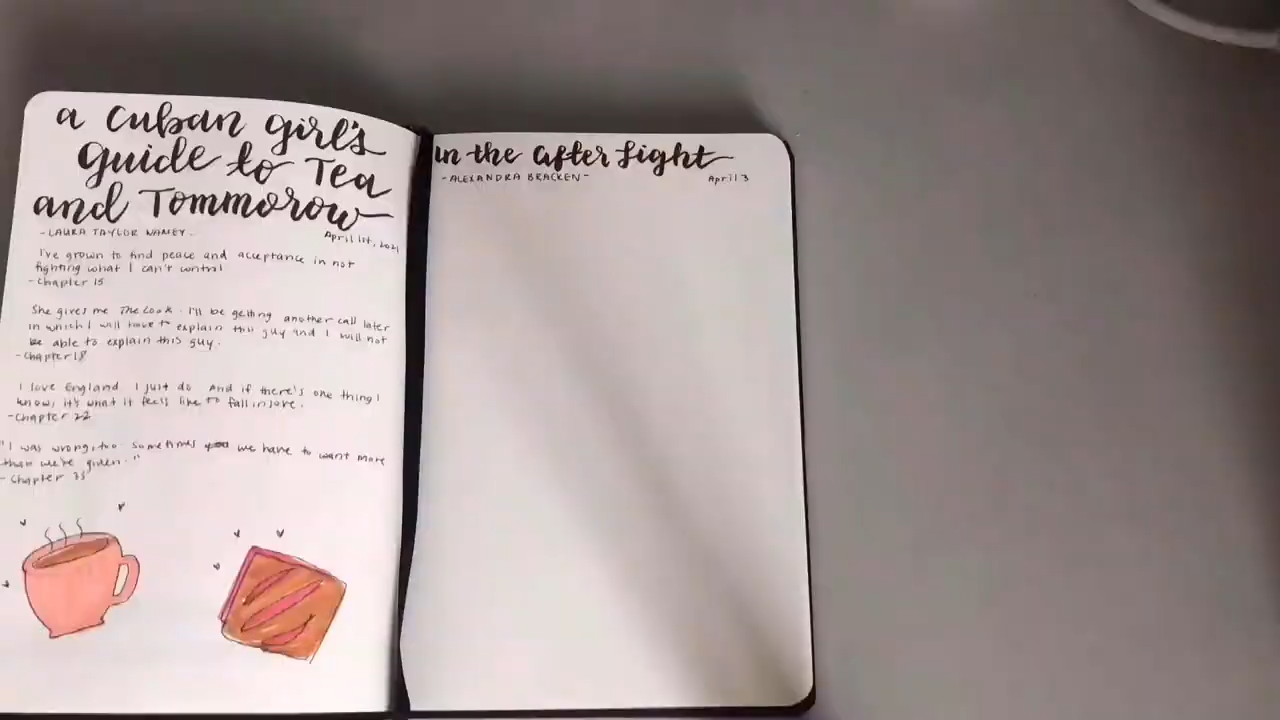 a Cuban girl's
guide to Tea
and Tommorow
-LAURA TAYLOR NAMEY-
April 1st, 2021
I've grown to find peace and acceptance in not
fighting what I can't control
-Chapter 15
She gives me The Look. I'll be getting another call later
in which I will have to explain this guy and I will not
be able to explain this guy.
-Chapter 18
I love England. I just do. And if there's one thing I
know, it's what it feels like to fall in love.
-Chapter 22
"I was wrong, too. Sometimes we have to want more
than we're given."
- Chapter 35
in the After Light
-ALEXANDRA BRACKEN-
April 3